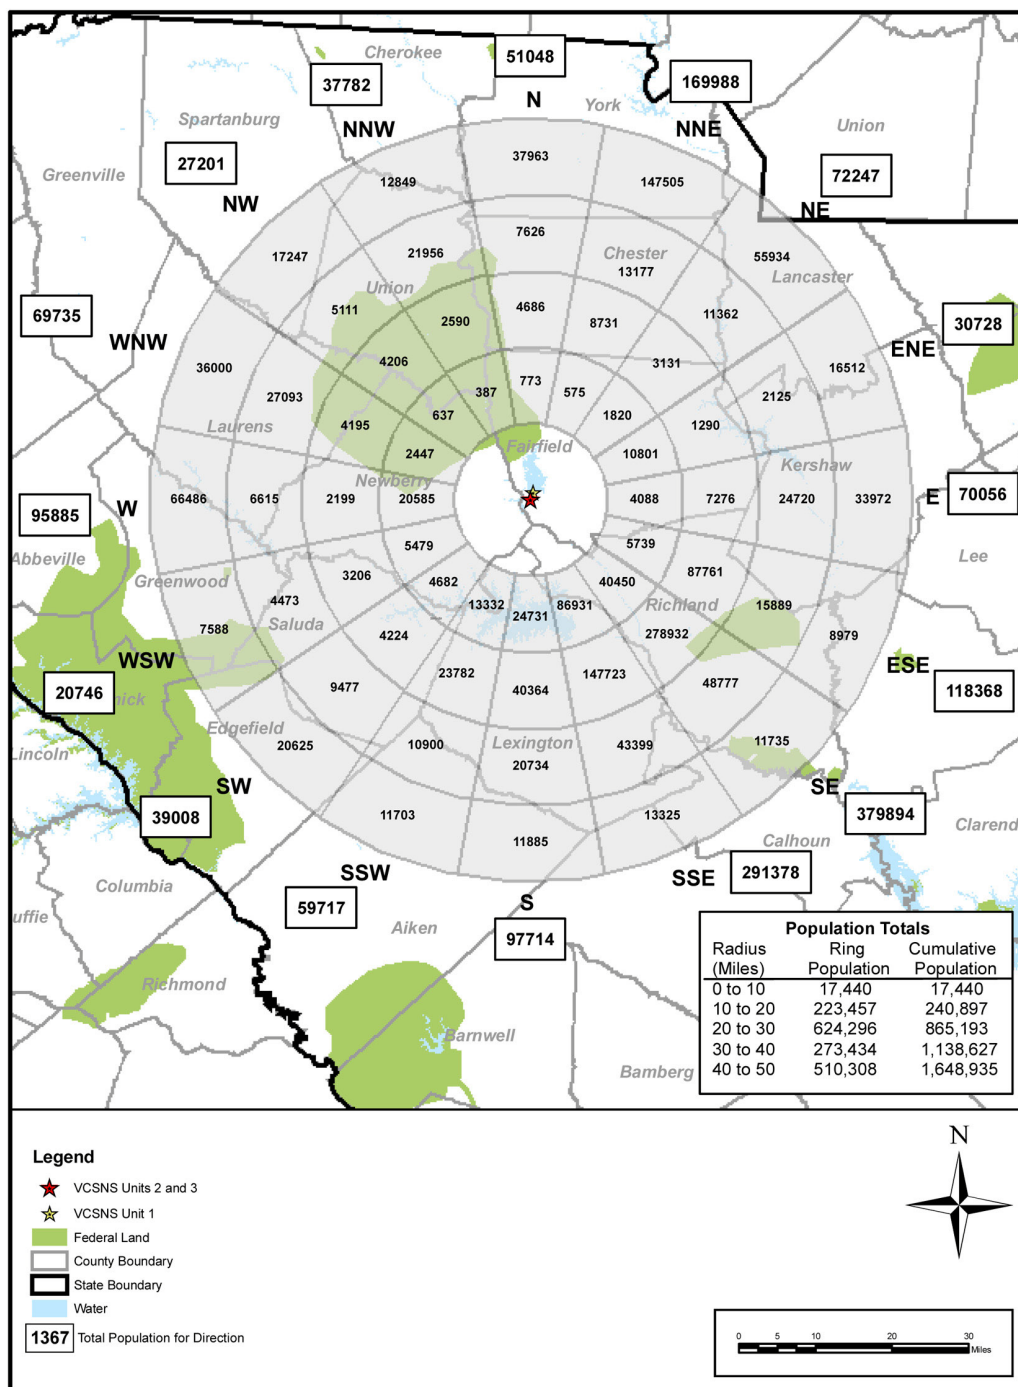 Cherokee
51048
37782
169988
N
York
NNW
NNE
Spartanburg
Union
27201
37963
72247
Greenville
12849
147505
NW
NE
7626
21956
Chester
17247
13177
55934
Lancaster
Union
5111
2590
4686
8731
11362
69735
30728
WNW
ENE
4206
3131
36000
16512
773
387
575
27093
2125
637
1820
Laurens
4195
1290
Fairfield
2447
10801
Kershaw
Newberry
66486
6615
2199
20585
4088
7276
24720
33972
E
70056
W
95885
5479
5739
Abbeville
Lee
3206
87761
Greenwood
4682
40450
4473
13332
24731
86931
Richland
15889
Saluda
7588
4224
278932
8979
WSW
ESE
23782
147723
20746
9477
40364
48777
118368
mick
Edgefield
Lincoln
20625
10900
Lexington
43399
11735
20734
SW
SE
39008
11703
13325
379894
Clarend
11885
Calhoun
SSW
SSE
291378
Columbia
59717
S
uffie
Aiken
97714
Richmond
Barnwell
Bamberg
Population Totals
Radius Ring Cumulative
(Miles) Population Population
0 to 10 17,440 17,440
10 to 20 223,457 240,897
20 to 30 624,296 865,193
30 to 40 273,434 1,138,627
40 to 50 510,308 1,648,935
Legend
VCSNS Units 2 and 3
VCSNS Unit 1
Federal Land
County Boundary
State Boundary
Water
1367 Total Population for Direction
N
0 5 10 20 30
Miles